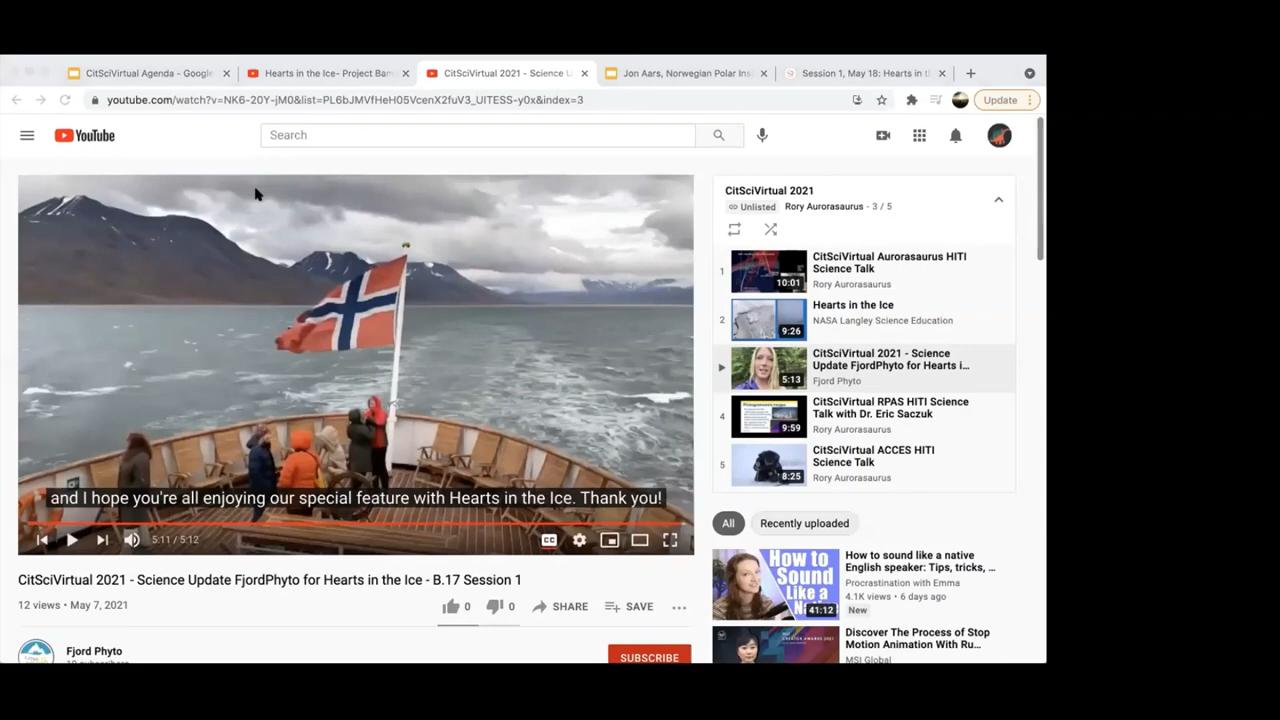 CitSciVirtual Agenda - Google
Hearts in the Ice- Project Bam
CitSciVirtual 2021 - Science U
Jon Aars, Norwegian Polar Ins
Session 1, May 18: Hearts in t
youtube.com/watch?v=NK6-20Y-jM0&list=PL6bJMVfHeH05VcenX2fuV3_UITESS-y0x&index=3
Update
YouTube
Search
and I hope you're all enjoying our special feature with Hearts in the Ice. Thank you!
5:11 / 5:12
CC
CitSciVirtual 2021 - Science Update FjordPhyto for Hearts in the Ice - B.17 Session 1
12 views • May 7, 2021
0
0
SHARE
SAVE
Fjord Phyto
SUBSCRIBE
CitSciVirtual 2021
Unlisted
Rory Aurorasaurus - 3 / 5
1
10:01
CitSciVirtual Aurorasaurus HITI
Science Talk
Rory Aurorasaurus
2
9:26
Hearts in the Ice
NASA Langley Science Education
5:13
CitSciVirtual 2021 - Science
Update FjordPhyto for Hearts i...
Fjord Phyto
4
9:59
CitSciVirtual RPAS HITI Science
Talk with Dr. Eric Saczuk
Rory Aurorasaurus
5
8:25
CitSciVirtual ACCES HITI
Science Talk
Rory Aurorasaurus
All
Recently uploaded
How to
Sound
Like a
Na
41:12
How to sound like a native
English speaker: Tips, tricks, ...
Procrastination with Emma
4.1K views • 6 days ago
New
Discover The Process of Stop
Motion Animation With Ru...
MSI Global